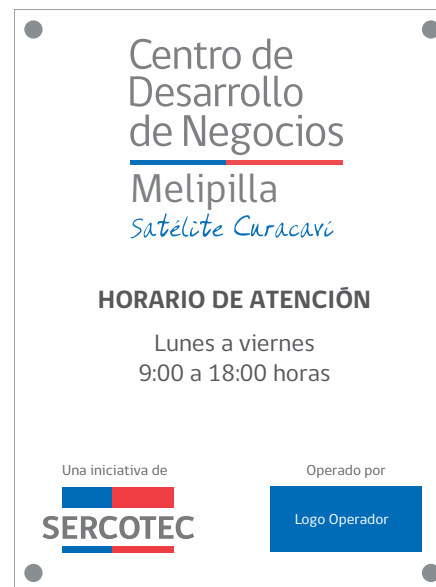 Centro de
Desarrollo
de Negocios
Melipilla
Satélite Curacaví
HORARIO DE ATENCIÓN
Lunes a viernes
9:00 a 18:00 horas
Una iniciativa de
SERCOTEC
Operado por
Logo Operador